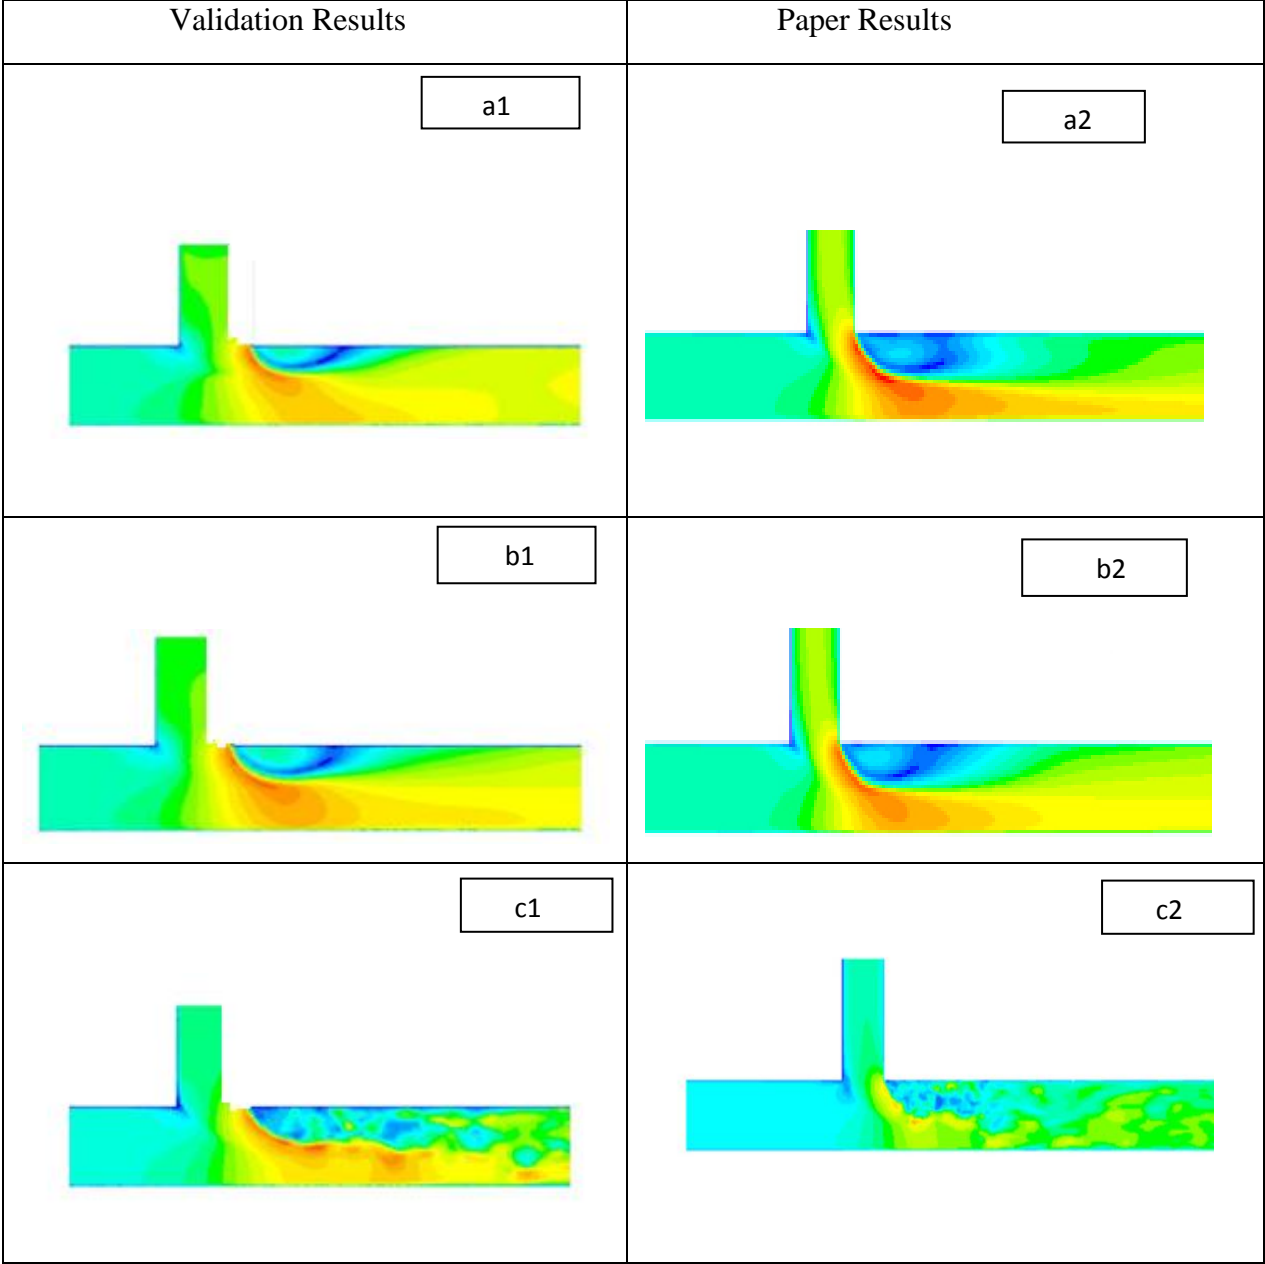 Validation Results
Paper Results
a1
a2
b1
b2
c1
c2